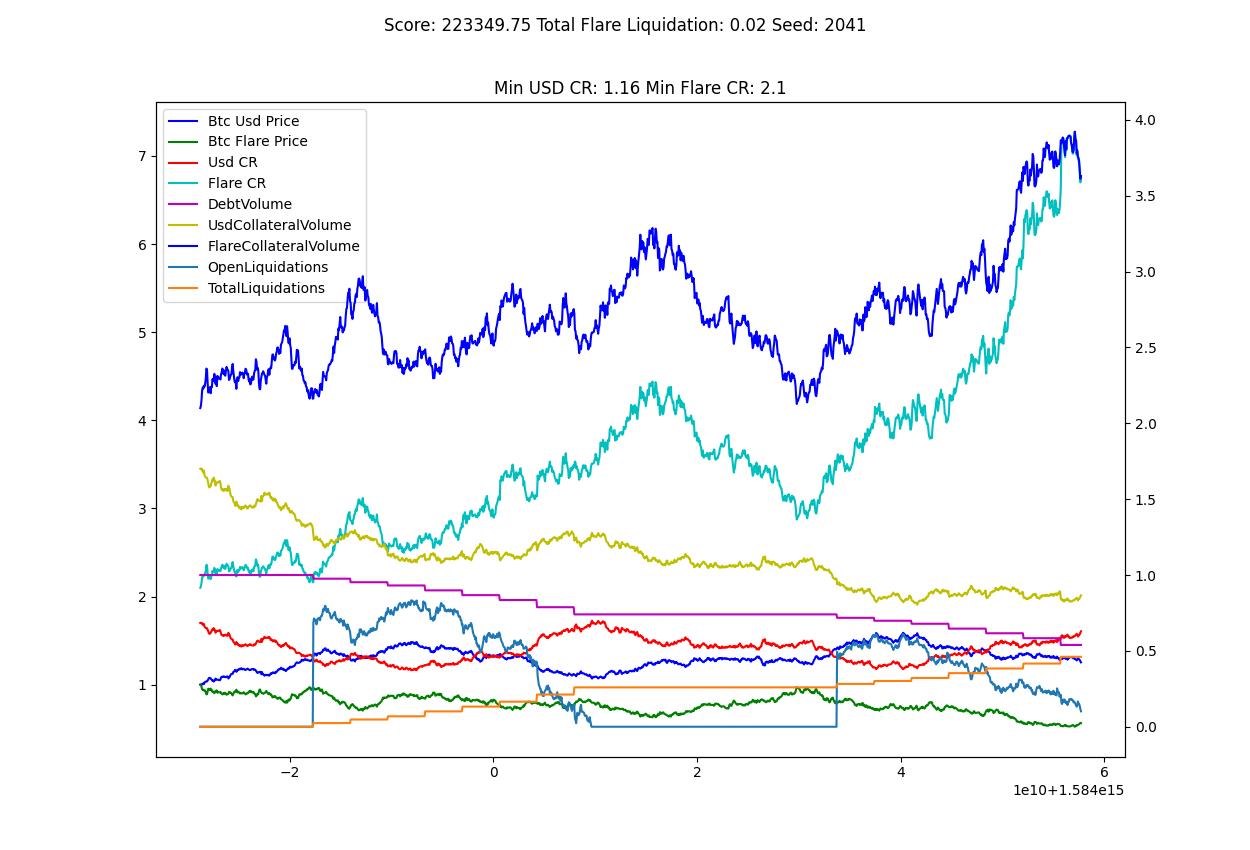 Score: 223349.75 Total Flare Liquidation: 0.02 Seed: 2041
Min USD CR: 1.16 Min Flare CR: 2.1
Btc Usd Price
Btc Flare Price
Usd CR
Flare CR
DebtVolume
UsdCollateralVolume
FlareCollateralVolume
OpenLiquidations
TotalLiquidations
7
6
5
4
3
2
1
4.0
3.5
3.0
2.5
2.0
1.5
1.0
0.5
0.0
−2
0
2
4
6
1e10+1.584e15